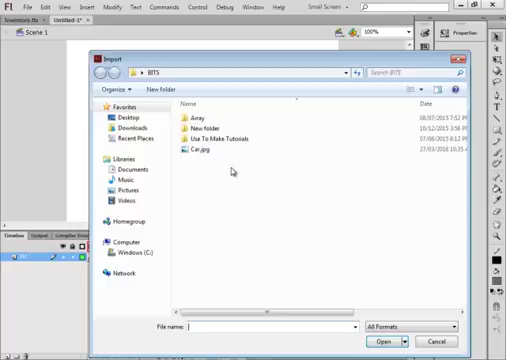 Fl File Edit View Insert Modify Text Commands Control Debug Window Help Small Screen
Inventory.fla × Untitled-1* ×
Scene 1 100% Properties
Import
BITS Search BITS
Organize New folder
Name Date
Favorites
Desktop
Downloads
Recent Places
Libraries
Documents
Music
Pictures
Videos
Homegroup
Computer
Windows (C:)
Network
Array 08/07/2015 7:52 P
New folder 10/12/2015 3:56 P
Use To Make Tutorials 07/08/2015 8:12 P
Car.jpg 27/03/2016 10:35 A
Timeline Output Compiler Errors
File name: All Formats
Open Cancel